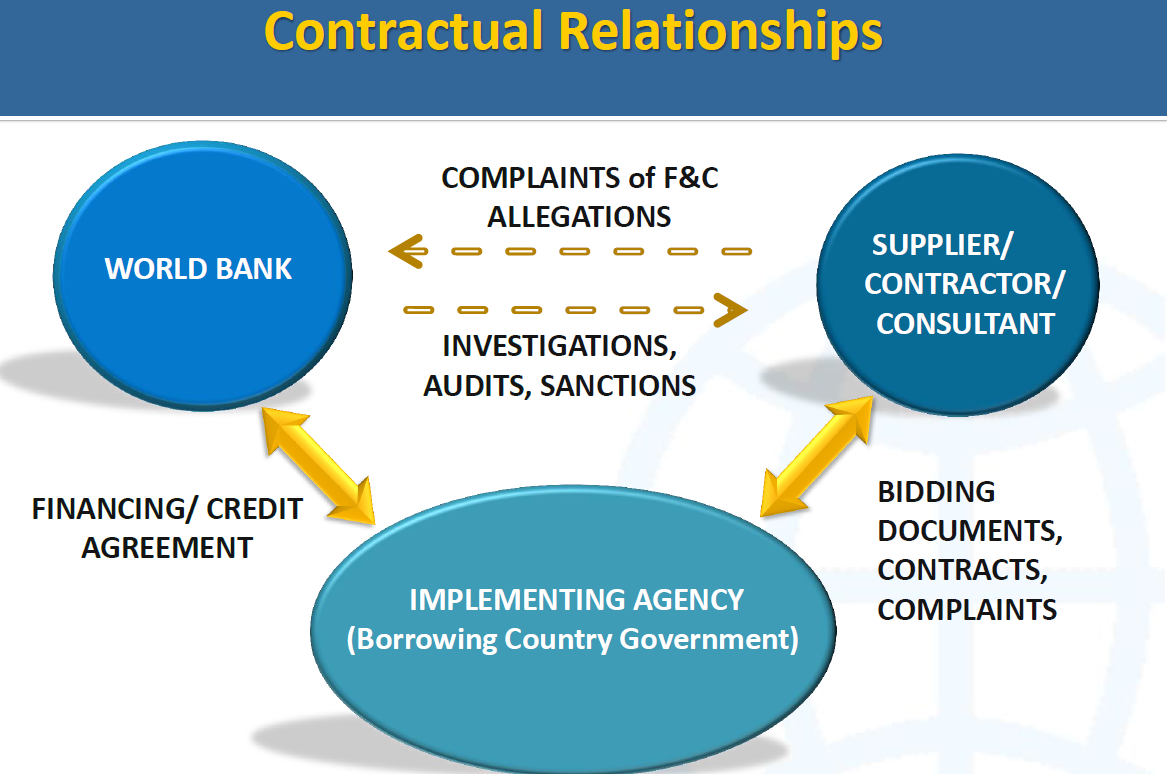 Contractual Relationships
COMPLAINTS of F&C
ALLEGATIONS
WORLD BANK
SUPPLIER/
CONTRACTOR/
CONSULTANT
INVESTIGATIONS,
AUDITS, SANCTIONS
FINANCING/ CREDIT
AGREEMENT
BIDDING
DOCUMENTS,
CONTRACTS,
COMPLAINTS
IMPLEMENTING AGENCY
(Borrowing Country Government)